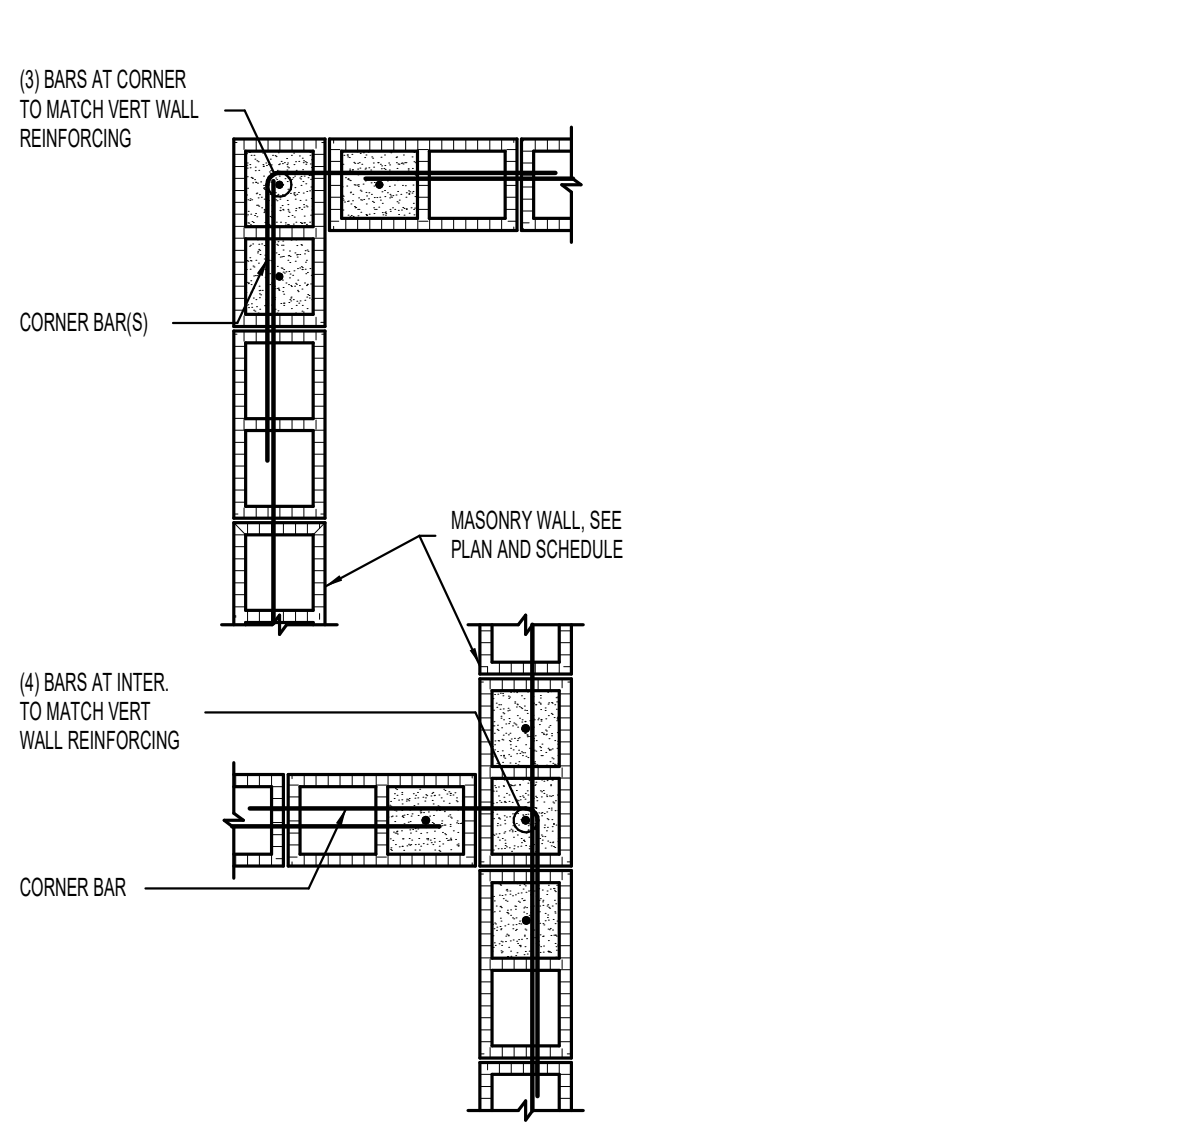 (3) BARS AT CORNER
TO MATCH VERT WALL
REINFORCING
CORNER BAR(S)
MASONRY WALL, SEE
PLAN AND SCHEDULE
(4) BARS AT INTER.
TO MATCH VERT
WALL REINFORCING
CORNER BAR